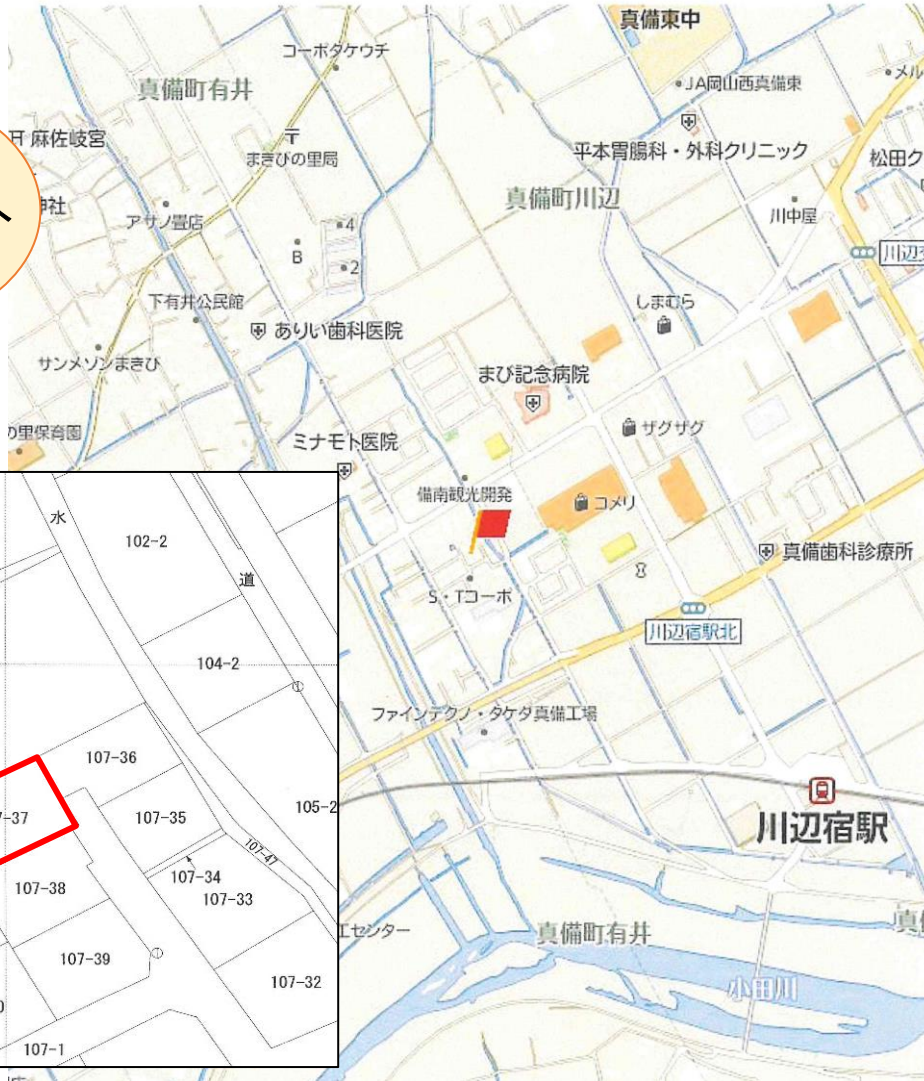 真備東中
コーポタケウチ
真備町有井
JA岡山西真備東
メル
麻佐岐宮
まきびの里局
平本胃腸科・外科クリニック
松田ク
神社
アサノ畳店
真備町川辺
川中屋
4
B
2
川辺
下有井公民館
ありい歯科医院
しまむら
サンメゾンまきび
まび記念病院
の里保育園
ミナモト医院
ザグザグ
備南観光開発
コメリ
真備歯科診療所
S・Tコーポ
川辺宿駅北
ファインテクノ・タケダ真備工場
川辺宿駅
エセンター
真備町有井
小田川
水
102-2
道
104-2
107-36
105-2
7-37
107-35
107-47
107-34
107-38
107-33
107-39
107-32
0
107-1